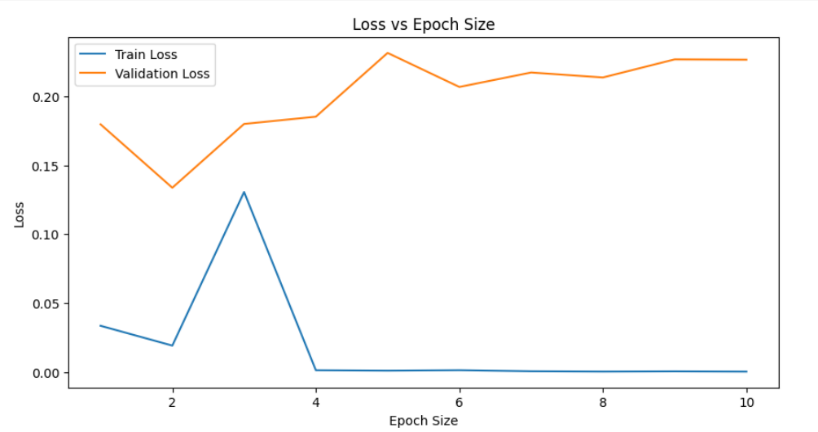 Loss vs Epoch Size
Train Loss
Validation Loss
0.20
0.15
0.10
0.05
0.00
Loss
2 4 6 8 10
Epoch Size